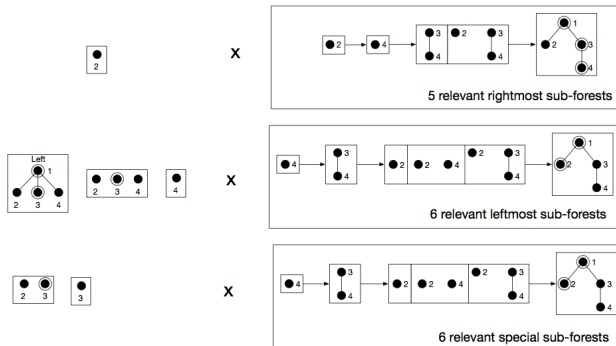 2 X 2 4 3 4 2 3 4 1 2 3 4
5 relevant rightmost sub-forests
Left
1 2 3 4 2 3 4 4 X 4 3 4 2 2 4 2 3 4 1 2 3 4
6 relevant leftmost sub-forests
2 3 3 X 4 3 4 2 2 4 2 3 4 1 2 3 4
6 relevant special sub-forests